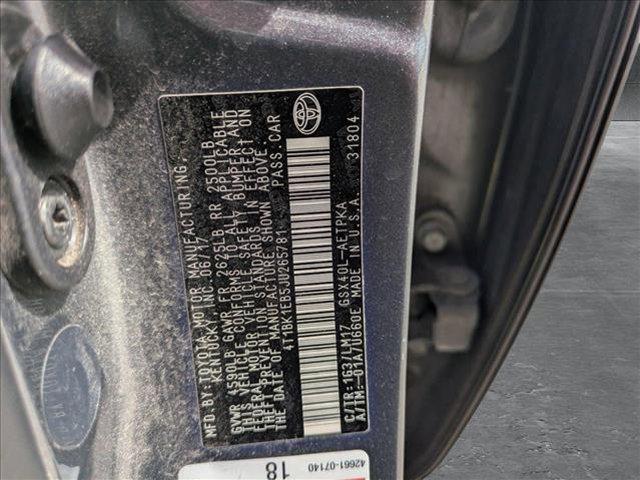 MFD. BY: TOYOTA MOTOR MANUFACTURING,
KENTUCKY, INC. 06/17
GVWR 4590LB GAWR FR 2625LB RR 2500LB
THIS VEHICLE CONFORMS TO ALL APPLICABLE
FEDERAL MOTOR VEHICLE SAFETY, BUMPER AND
THEFT PREVENTION STANDARDS IN EFFECT ON
THE DATE OF MANUFACTURE SHOWN ABOVE.
4T1BK1EB5JU265781 PASS. CAR
C/TR:1G3/LM17 GSX40L-AETPKA
A/TM:-01A/U660E MADE IN U.S.A. 31804
42661-07140
18